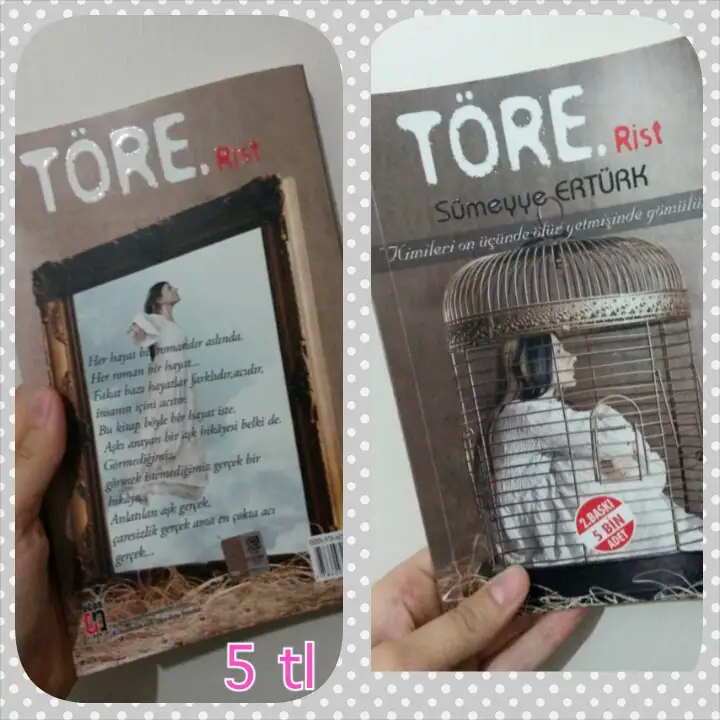 TÖRE. Rist
Her hayat bir romandır aslında.
Her roman bir hayat...
Fakat bazı hayatlar farklıdır,acıdır,
insanın içini acıtır.
Bu kitap böyle bir hayat iste.
Aşkı arayan bir aşk hikâyesi belki de.
Görmediğimiz,
görmek istemediğimiz gerçek bir
hikâye.
Anlatılan aşk gerçek,
çaresizlik gerçek ama en çokta acı
gerçek...
5 tl
TÖRE. Rist
Sümeyye ERTÜRK
"Kimileri on üçünde ölür yetmişinde gömülü
2.BASKI
5 BİN
ADET